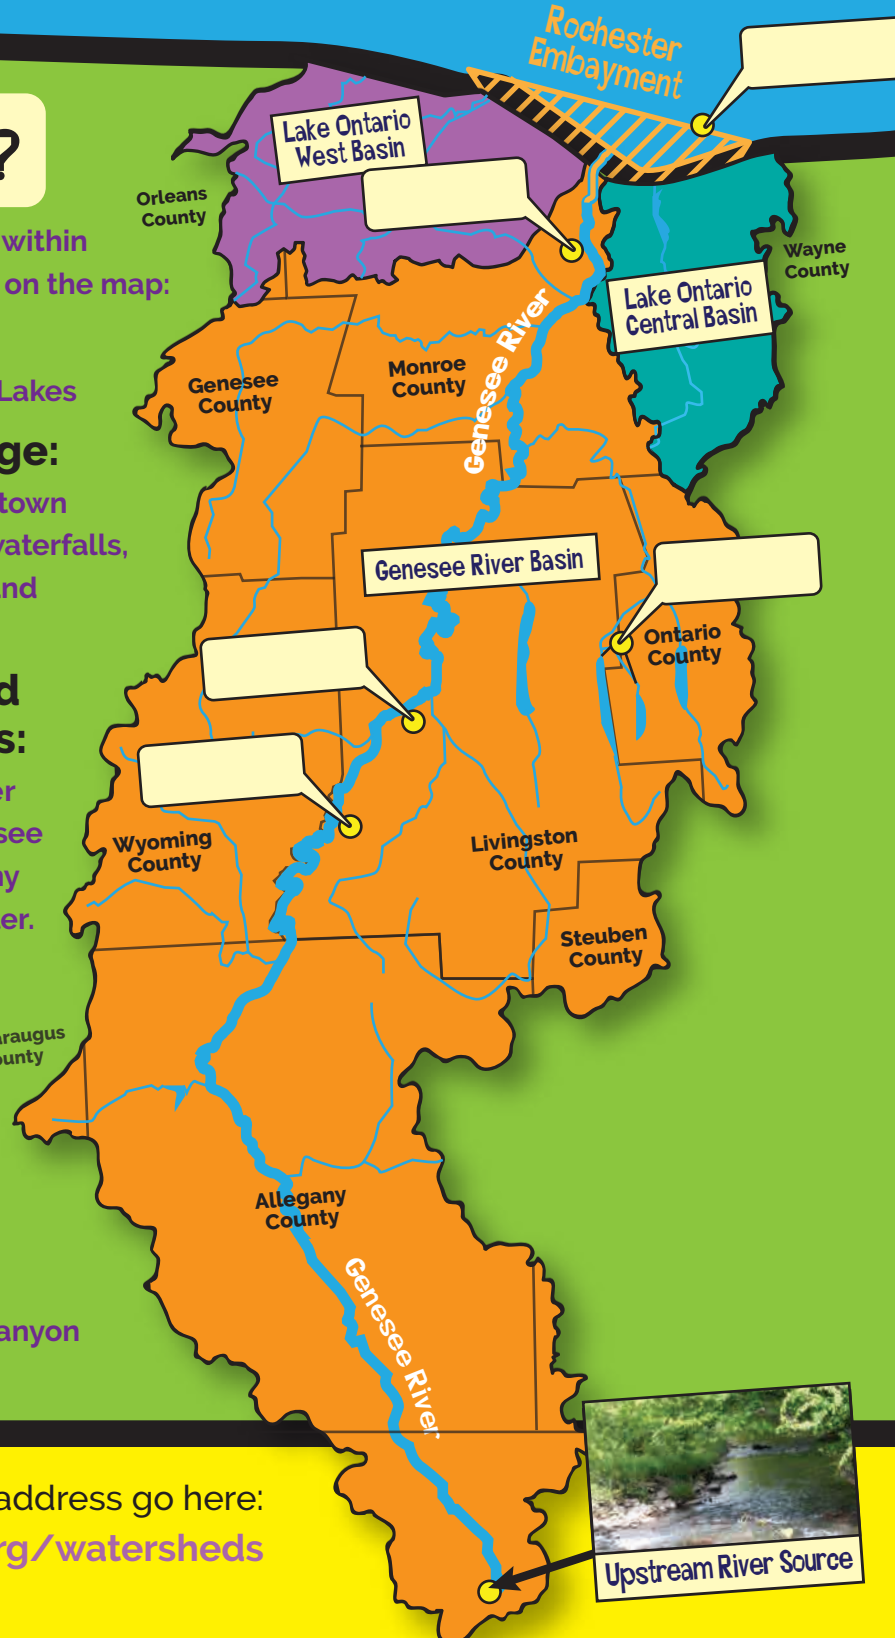 Rochester
Embayment
?
Lake Ontario
West Basin
Orleans
County
within
on the map:
Wayne
County
Lake Ontario
Central Basin
Genesee River
Monroe
County
Genesee
County
Lakes
ge:
town
vaterfalls,
nd
Genesee River Basin
Ontario
County
d
s:
er
see
ny
er.
Wyoming
County
Livingston
County
Steuben
County
araugus
ounty
Allegany
County
Genesee River
anyon
address go here:
rg/watersheds
Upstream River Source